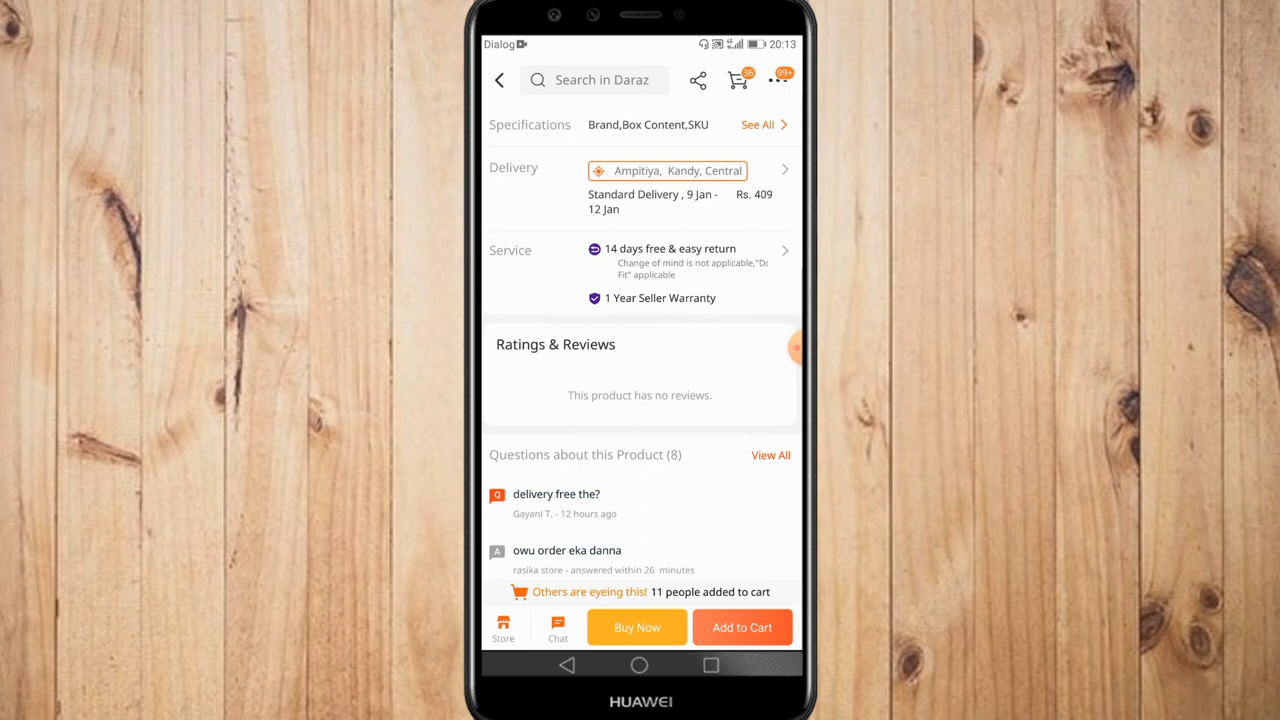 Dialog 4G 20:13
Search in Daraz 36 99+
Specifications Brand,Box Content,SKU See All
Delivery Ampitiya, Kandy, Central
Standard Delivery , 9 Jan - Rs. 409
12 Jan
Service 14 days free & easy return
Change of mind is not applicable,"Dc
Fit" applicable
1 Year Seller Warranty
Ratings & Reviews
This product has no reviews.
Questions about this Product (8) View All
Q delivery free the?
Gayani T. - 12 hours ago
A owu order eka danna
rasika store - answered within 26 minutes
Others are eyeing this! 11 people added to cart
Store Chat Buy Now Add to Cart
HUAWEI